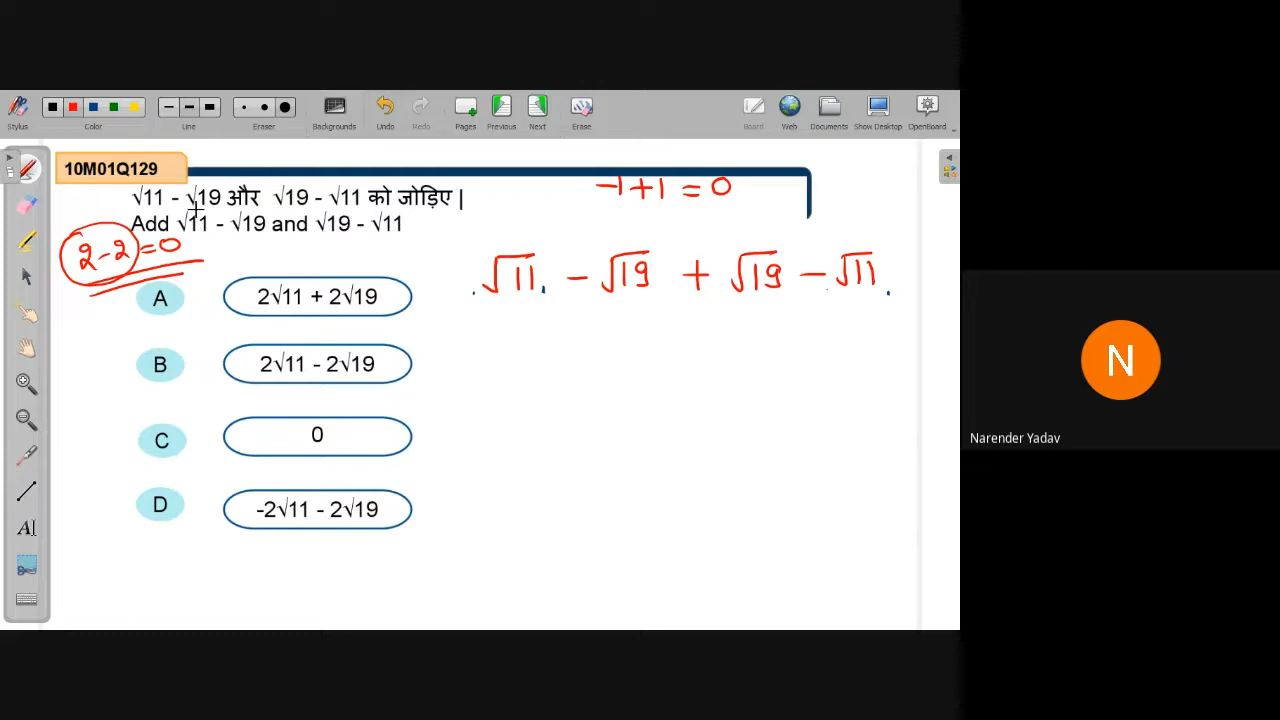 Stylus Color Line Eraser Backgrounds Undo Redo Pages Previous Next Erase Board Web Documents Show Desktop OpenBoard
10M01Q129
-1+1 = 0
√11 - √19 और √19 - √11 को जोड़िए |
Add √11 - √19 and √19 - √11
2-2 = 0
√11 - √19 + √19 - √11
A 2√11 + 2√19
B 2√11 - 2√19
C 0
D -2√11 - 2√19
N
Narender Yadav